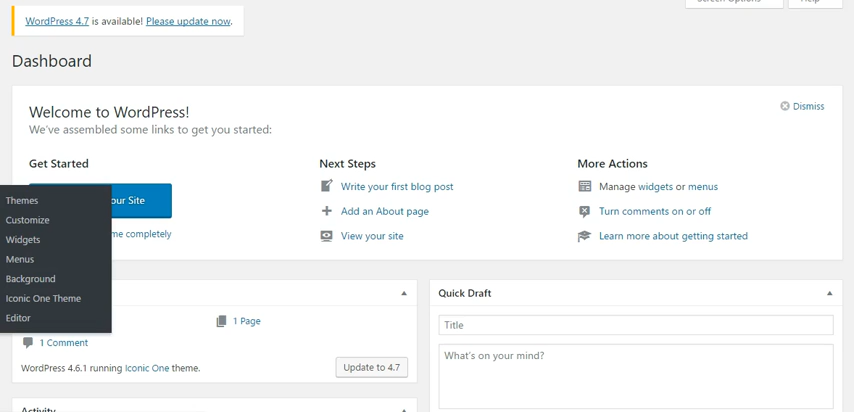 Screen Options Help
WordPress 4.7 is available! Please update now.
Dashboard
Welcome to WordPress!
Dismiss
We've assembled some links to get you started:
Get Started
our Site
me completely
Next Steps
Write your first blog post
Add an About page
View your site
More Actions
Manage widgets or menus
Turn comments on or off
Learn more about getting started
Themes
Customize
Widgets
Menus
Background
Iconic One Theme
Editor
1 Page
1 Comment
WordPress 4.6.1 running Iconic One theme.
Update to 4.7
Activity
Quick Draft
Title
What's on your mind?